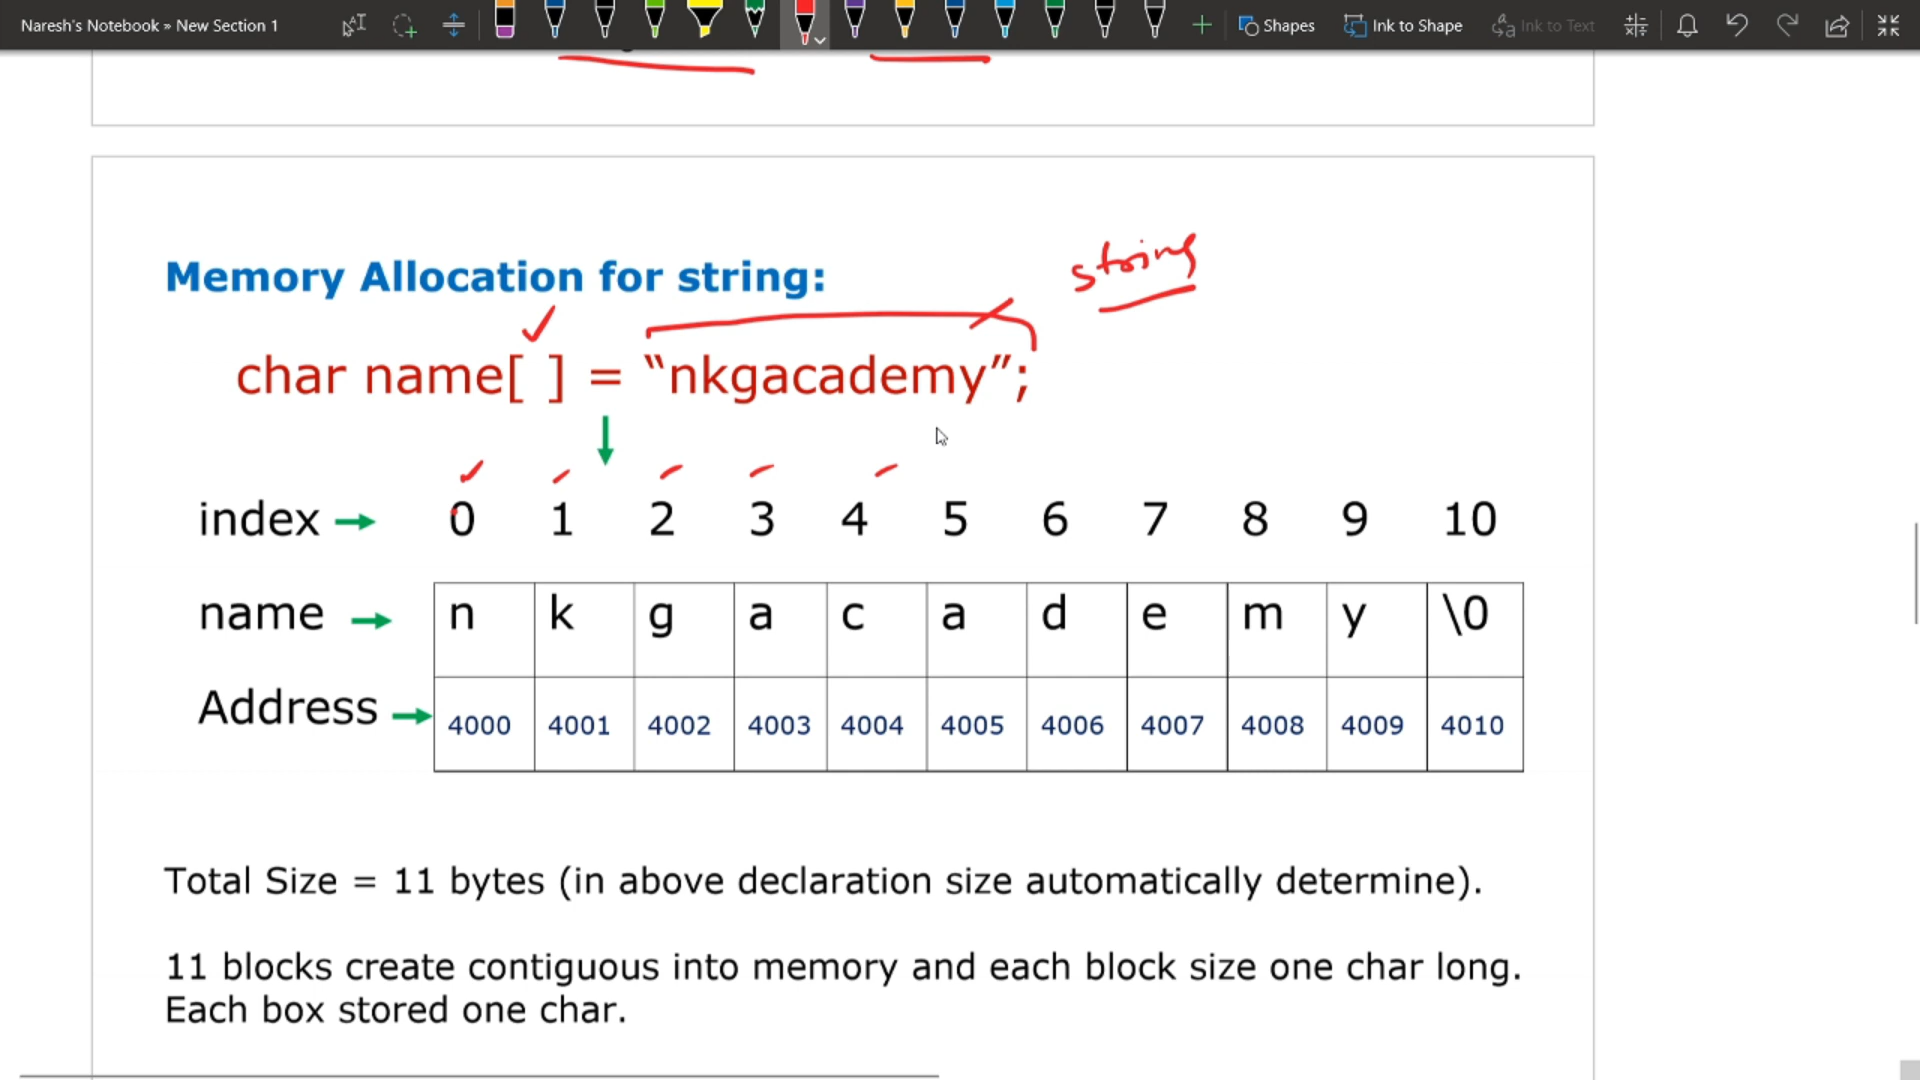 Naresh's Notebook » New Section 1
Shapes
Ink to Shape
Ink to Text
Memory Allocation for string:
string
char name[ ] = “nkgacademy”;
index 0 1 2 3 4 5 6 7 8 9 10
name n k g a c a d e m y \0
Address 4000 4001 4002 4003 4004 4005 4006 4007 4008 4009 4010
Total Size = 11 bytes (in above declaration size automatically determine).
11 blocks create contiguous into memory and each block size one char long.
Each box stored one char.